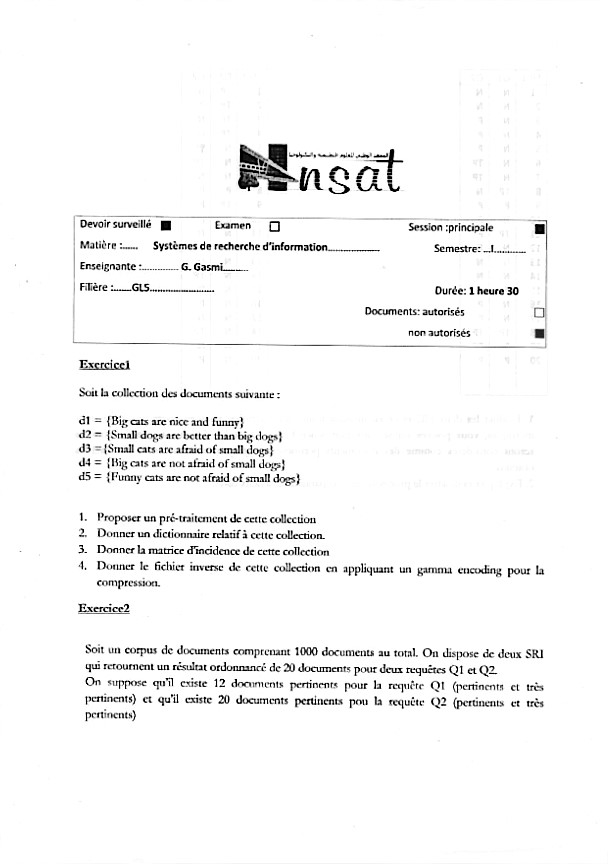 المعهد الوطني للعلوم التطبيقية والتكنولوجيا
Insat
Devoir surveillé ■ Examen □ Session :principale ■
Matière :...... Systèmes de recherche d'information.................... Semestre: ...I............
Enseignante :.............. G. Gasmi..........
Filière :.......GL5......................... Durée: 1 heure 30
Documents: autorisés □
non autorisés ■
Exercice1
Soit la collection des documents suivante :
d1 = {Big cats are nice and funny}
d2 = {Small dogs are better than big dogs}
d3 ={Small cats are afraid of small dogs}
d4 = {Big cats are not afraid of small dogs}
d5 = {Funny cats are not afraid of small dogs}
1. Proposer un pré-traitement de cette collection
2. Donner un dictionnaire relatif à cette collection.
3. Donner la matrice d'incidence de cette collection
4. Donner le fichier inverse de cette collection en appliquant un gamma encoding pour la
compression.
Exercice2
Soit un corpus de documents comprenant 1000 documents au total. On dispose de deux SRI
qui retournent un résultat ordonnancé de 20 documents pour deux requêtes Q1 et Q2.
On suppose qu'il existe 12 documents pertinents pour la requête Q1 (pertinents et très
pertinents) et qu'il existe 20 documents pertinents pou la requête Q2 (pertinents et très
pertinents)